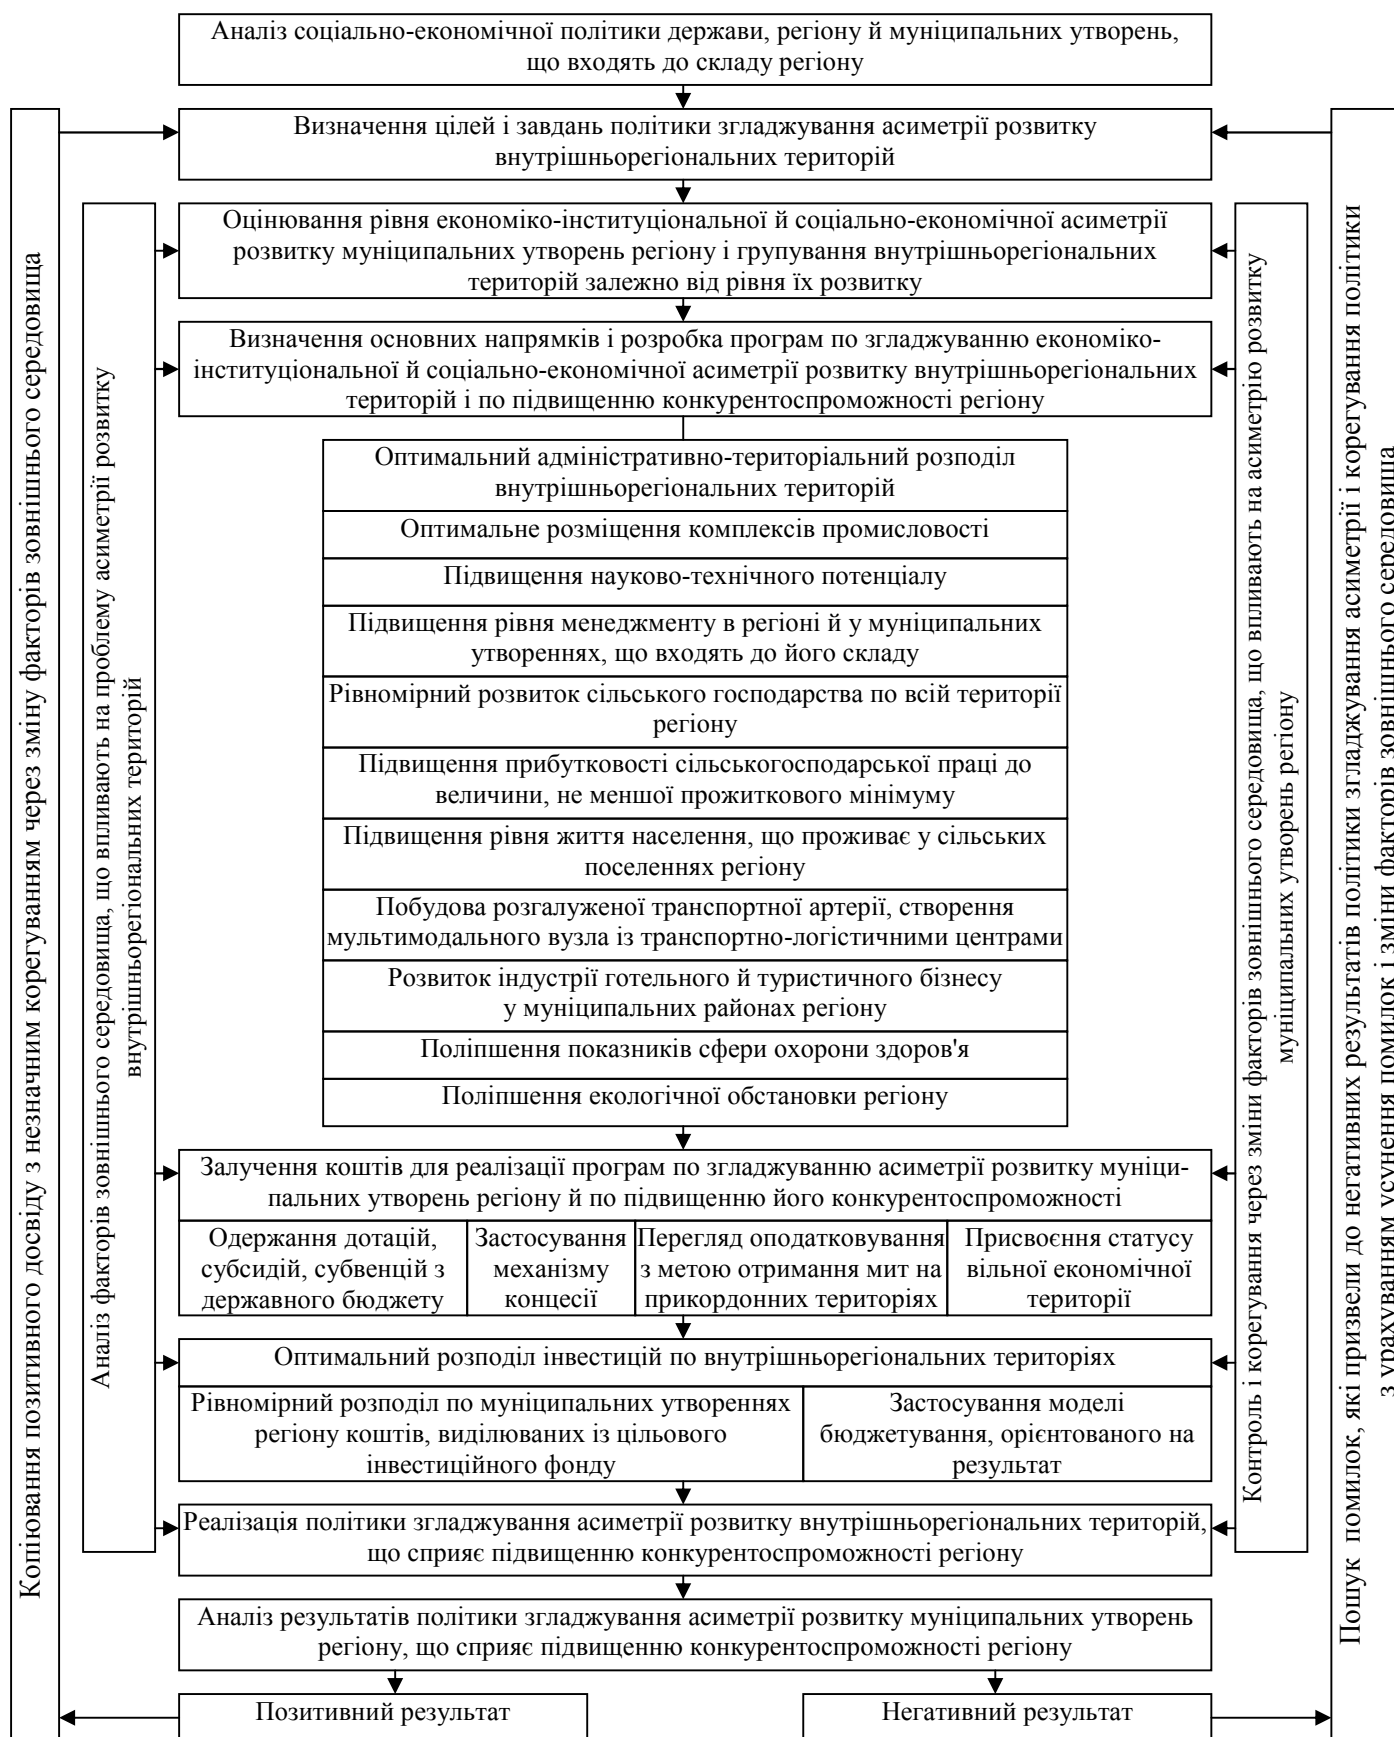 Аналіз соціально-економічної політики держави, регіону й муніципальних утворень,
що входять до складу регіону
Визначення цілей і завдань політики згладжування асиметрії розвитку
внутрішньорегіональних територій
Оцінювання рівня економіко-інституціональної й соціально-економічної асиметрії
розвитку муніципальних утворень регіону і групування внутрішньорегіональних
територій залежно від рівня їх розвитку
Визначення основних напрямків і розробка програм по згладжуванню економіко-
інституціональної й соціально-економічної асиметрії розвитку внутрішньорегіональних
територій і по підвищенню конкурентоспроможності регіону
Оптимальний адміністративно-територіальний розподіл
внутрішньорегіональних територій
Оптимальне розміщення комплексів промисловості
Підвищення науково-технічного потенціалу
Підвищення рівня менеджменту в регіоні й у муніципальних
утвореннях, що входять до його складу
Рівномірний розвиток сільського господарства по всій території
регіону
Підвищення прибутковості сільськогосподарської праці до
величини, не меншої прожиткового мінімуму
Підвищення рівня життя населення, що проживає у сільських
поселеннях регіону
Побудова розгалуженої транспортної артерії, створення
мультимодального вузла із транспортно-логістичними центрами
Розвиток індустрії готельного й туристичного бізнесу
у муніципальних районах регіону
Поліпшення показників сфери охорони здоров'я
Поліпшення екологічної обстановки регіону
Залучення коштів для реалізації програм по згладжуванню асиметрії розвитку муніци-
пальних утворень регіону й по підвищенню його конкурентоспроможності
Одержання дотацій,
субсидій, субвенцій з
державного бюджету
Застосування
механізму
концесії
Перегляд оподатковування
з метою отримання мит на
прикордонних територіях
Присвоєння статусу
вільної економічної
території
Оптимальний розподіл інвестицій по внутрішньорегіональних територіях
Рівномірний розподіл по муніципальних утвореннях
регіону коштів, виділюваних із цільового
інвестиційного фонду
Застосування моделі
бюджетування, орієнтованого на
результат
Реалізація політики згладжування асиметрії розвитку внутрішньорегіональних територій,
що сприяє підвищенню конкурентоспроможності регіону
Аналіз результатів політики згладжування асиметрії розвитку муніципальних утворень
регіону, що сприяє підвищенню конкурентоспроможності регіону
Позитивний результат
Негативний результат
Копіювання позитивного досвіду з незначним корегуванням через зміну факторів зовнішнього середовища
Аналіз факторів зовнішнього середовища, що впливають на проблему асиметрії розвитку
внутрішньорегіональних територій
Контроль і корегування через зміни факторів зовнішнього середовища, що впливають на асиметрію розвитку
муніципальних утворень регіону
Пошук помилок, які призвели до негативних результатів політики згладжування асиметрії і корегування політики
з урахуванням усунення помилок і зміни факторів зовнішнього середовища